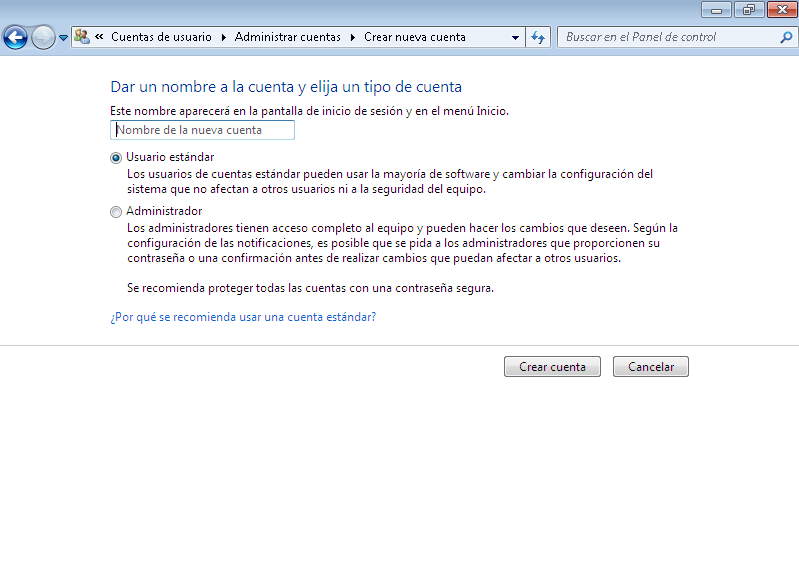 « Cuentas de usuario ▸ Administrar cuentas ▸ Crear nueva cuenta
Buscar en el Panel de control
Dar un nombre a la cuenta y elija un tipo de cuenta
Este nombre aparecerá en la pantalla de inicio de sesión y en el menú Inicio.
Nombre de la nueva cuenta
Usuario estándar
Los usuarios de cuentas estándar pueden usar la mayoría de software y cambiar la configuración del
sistema que no afectan a otros usuarios ni a la seguridad del equipo.
Administrador
Los administradores tienen acceso completo al equipo y pueden hacer los cambios que deseen. Según la
configuración de las notificaciones, es posible que se pida a los administradores que proporcionen su
contraseña o una confirmación antes de realizar cambios que puedan afectar a otros usuarios.
Se recomienda proteger todas las cuentas con una contraseña segura.
¿Por qué se recomienda usar una cuenta estándar?
Crear cuenta
Cancelar